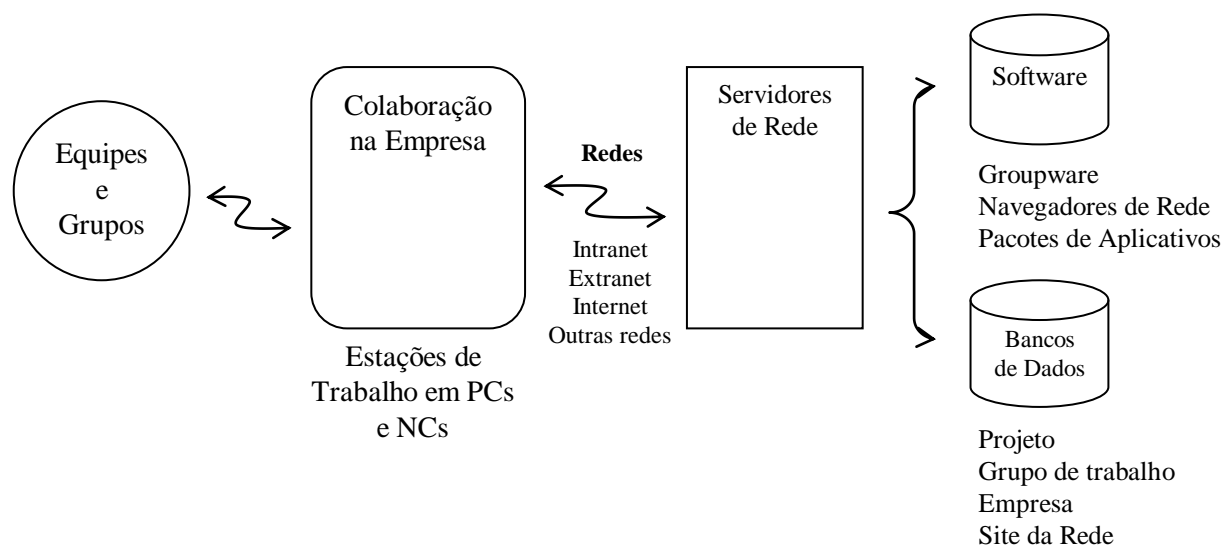 Equipes
e
Grupos
Colaboração
na Empresa
Estações de
Trabalho em PCs
e NCs
Redes
Intranet
Extranet
Internet
Outras redes
Servidores
de Rede
Software
Groupware
Navegadores de Rede
Pacotes de Aplicativos
Bancos
de Dados
Projeto
Grupo de trabalho
Empresa
Site da Rede